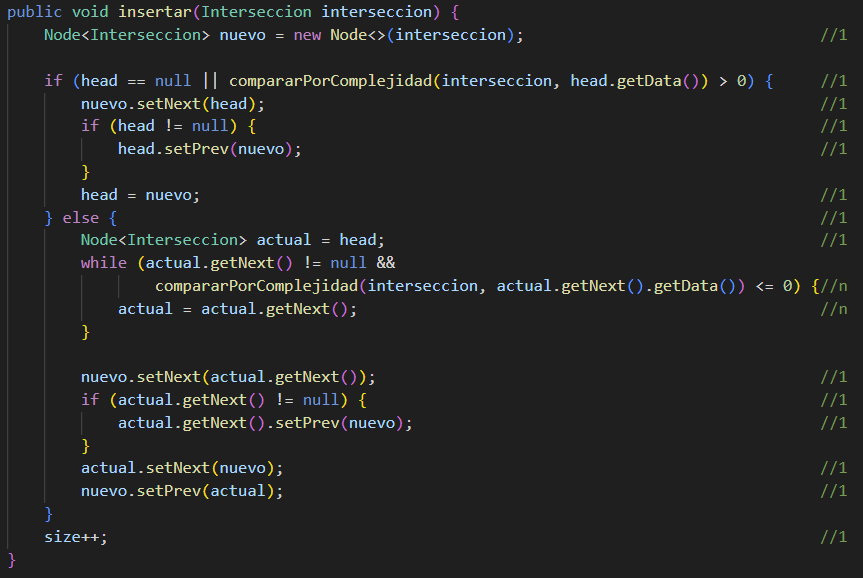 public void insertar(Interseccion interseccion) {
    Node<Interseccion> nuevo = new Node<>(interseccion);                                //1

    if (head == null || compararPorComplejidad(interseccion, head.getData()) > 0) {     //1
        nuevo.setNext(head);                                                            //1
        if (head != null) {                                                             //1
            head.setPrev(nuevo);                                                        //1
        }
        head = nuevo;                                                                   //1
    } else {                                                                            //1
        Node<Interseccion> actual = head;                                               //1
        while (actual.getNext() != null &&
                compararPorComplejidad(interseccion, actual.getNext().getData()) <= 0) {//n
            actual = actual.getNext();                                                  //n
        }

        nuevo.setNext(actual.getNext());                                                //1
        if (actual.getNext() != null) {                                                 //1
            actual.getNext().setPrev(nuevo);                                            //1
        }
        actual.setNext(nuevo);                                                          //1
        nuevo.setPrev(actual);                                                          //1
    }
    size++;                                                                             //1
}